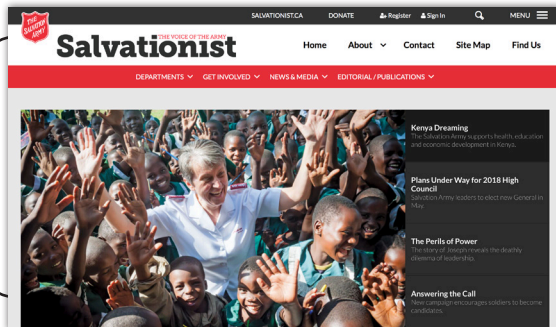 SALVATIONIST.CA DONATE Register Sign In MENU
THE SALVATION ARMY
THE VOICE OF THE ARMY
Salvationist
Home About Contact Site Map Find Us
DEPARTMENTS GET INVOLVED NEWS & MEDIA EDITORIAL / PUBLICATIONS
Kenya Dreaming
The Salvation Army supports health, education
and economic development in Kenya.
Plans Under Way for 2018 High
Council
Salvation Army leaders to elect new General in
May.
The Perils of Power
The story of Joseph reveals the deathly
dilemma of leadership.
Answering the Call
New campaign encourages soldiers to become
candidates.